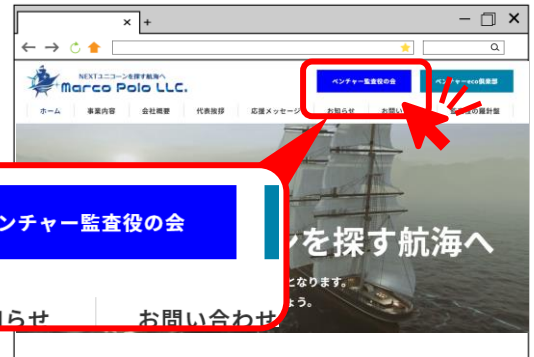 NEXTユニコーンを探す航海へ
Marco Polo LLC.
ベンチャー監査役の会
ベンチャーeco倶楽部
ホーム
事業内容
会社概要
代表挨拶
応援メッセージ
お知らせ
お問い
の羅針盤
ンを探す航海へ
となります。
ょう。
ンチャー監査役の会
らせ
お問い合わせ